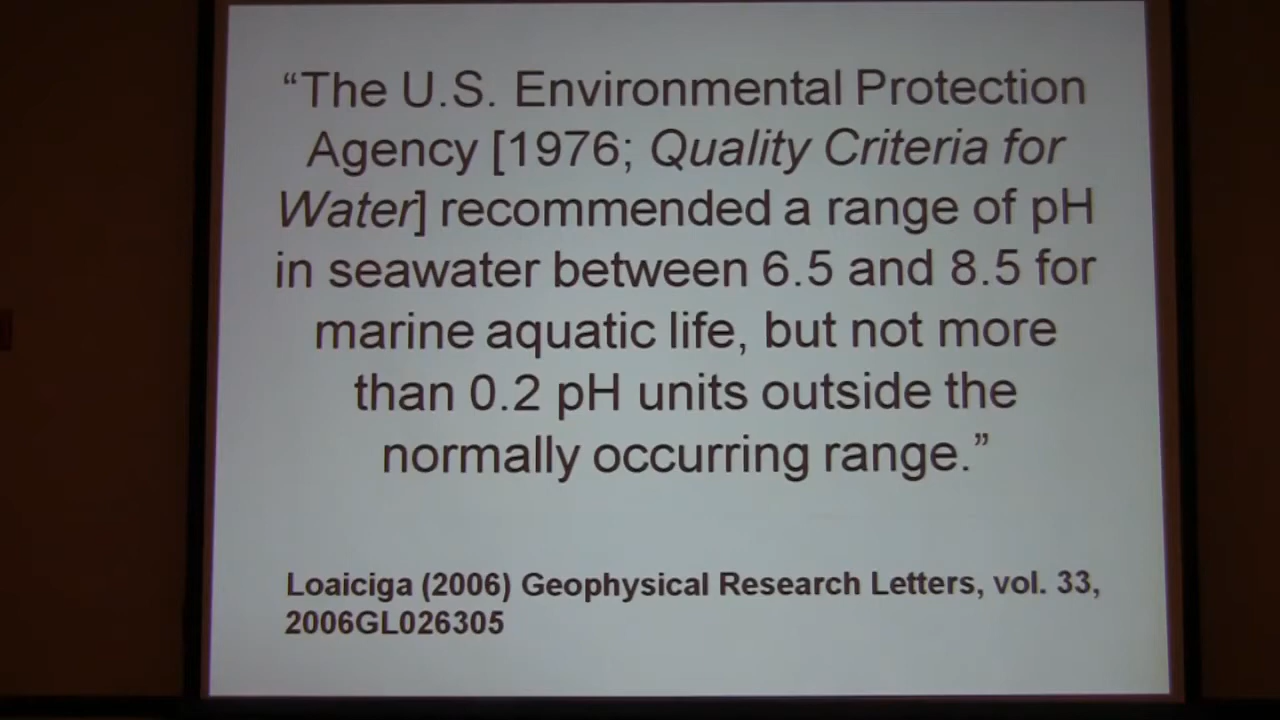 “The U.S. Environmental Protection
Agency [1976; Quality Criteria for
Water] recommended a range of pH
in seawater between 6.5 and 8.5 for
marine aquatic life, but not more
than 0.2 pH units outside the
normally occurring range.”
Loaiciga (2006) Geophysical Research Letters, vol. 33,
2006GL026305